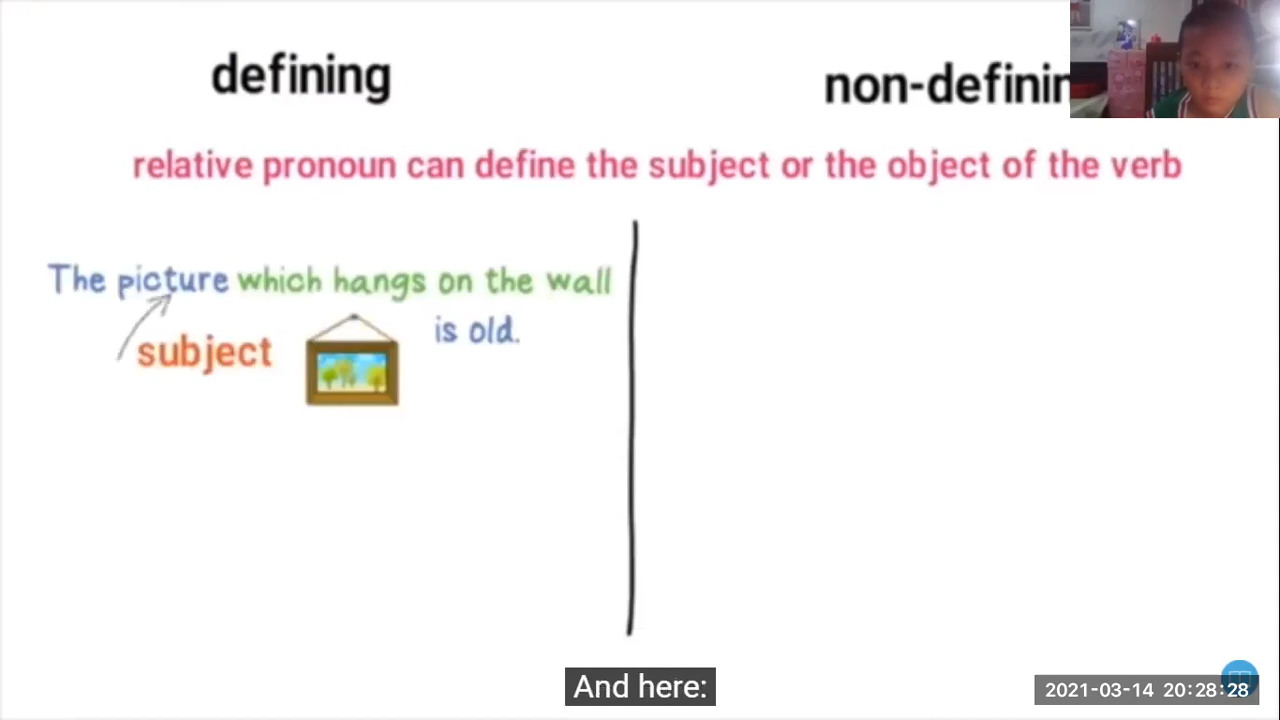 defining
non-definin
relative pronoun can define the subject or the object of the verb
The picture which hangs on the wall
is old.
subject
And here:
2021-03-14 20:28:28